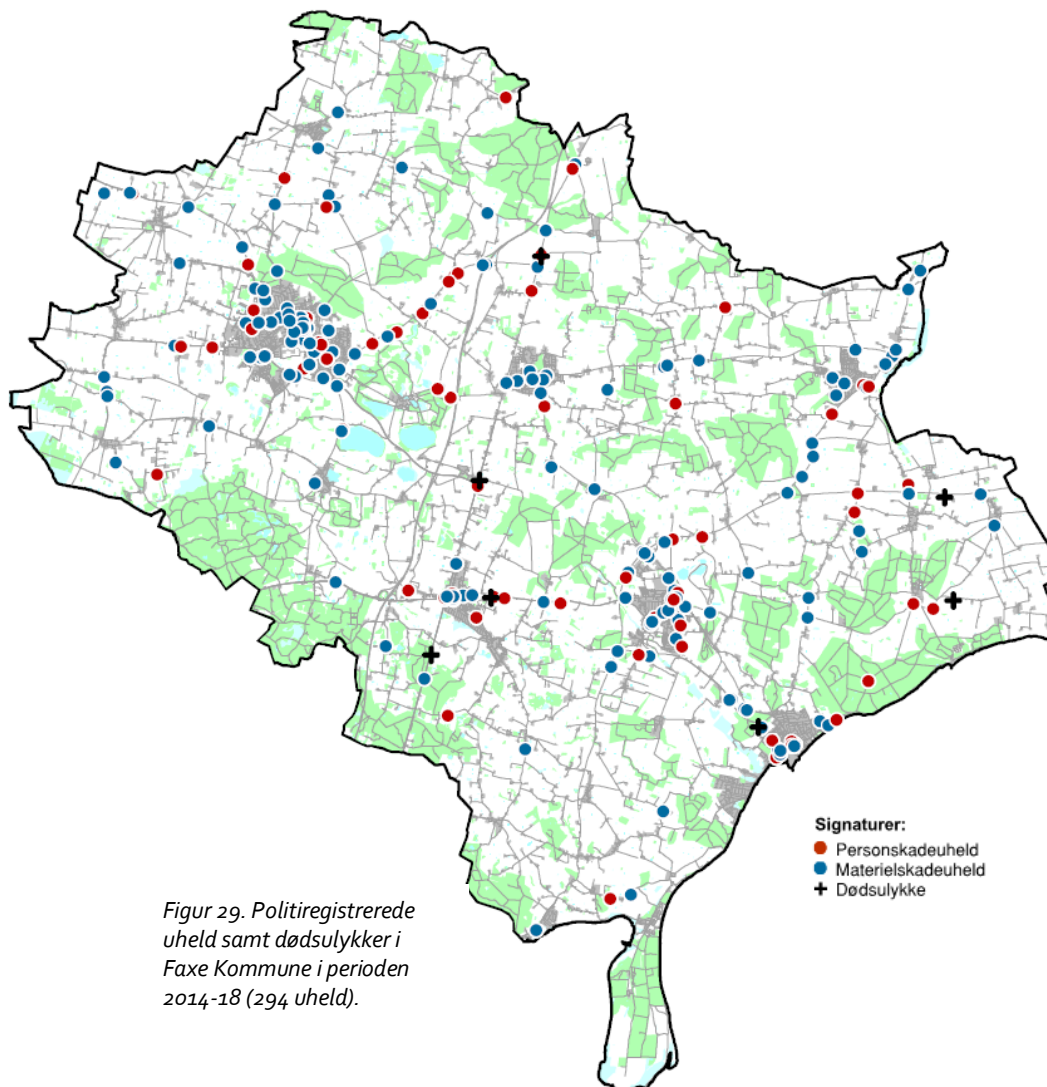 Signaturer:
Personskadeuheld
Materielskadeuheld
Dødsulykke
Figur 29. Politiregistrerede
uheld samt dødsulykker i
Faxe Kommune i perioden
2014-18 (294 uheld).